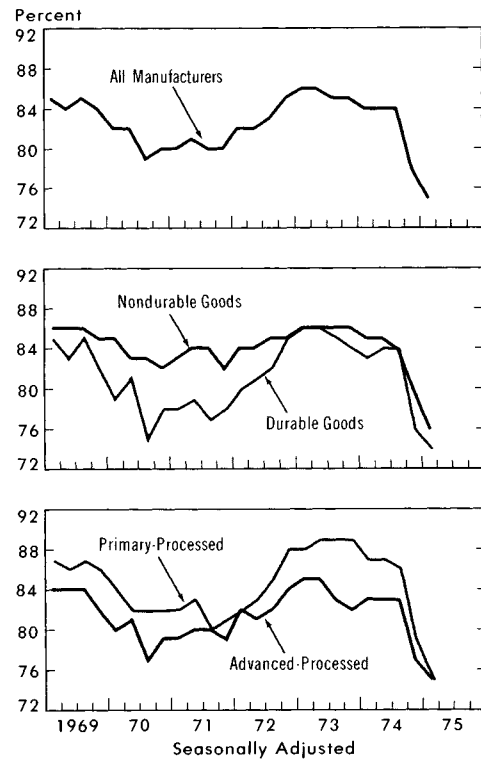 Percent
92
88
84
80
76
72
All Manufacturers
92
88
84
80
76
72
Nondurable Goods
Durable Goods
92
88
84
80
76
72
Primary-Processed
Advanced-Processed
1969 70 71 72 73 74 75
Seasonally Adjusted